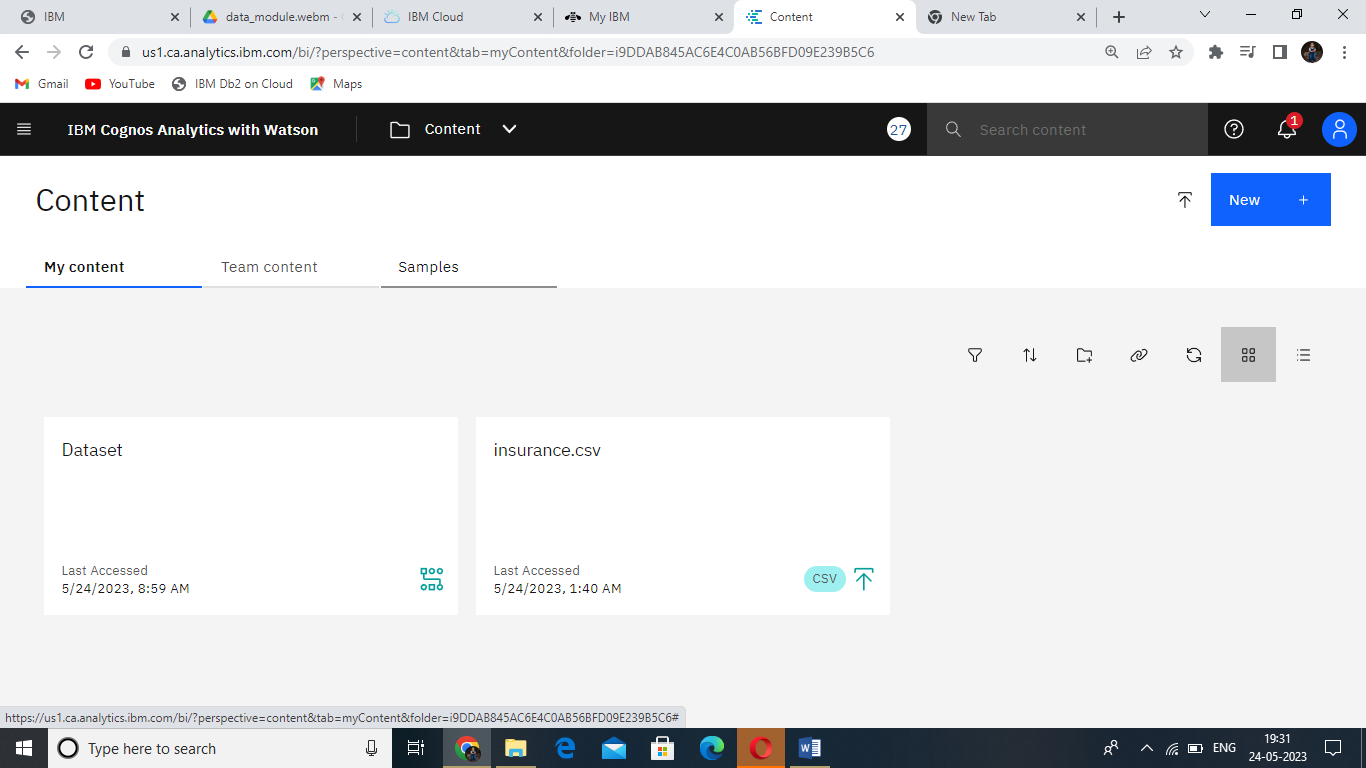 IBM
data_module.webm -
IBM Cloud
My IBM
Content
New Tab
us1.ca.analytics.ibm.com/bi/?perspective=content&tab=myContent&folder=i9DDAB845AC6E4C0AB56BFD09E239B5C6
Gmail
YouTube
IBM Db2 on Cloud
Maps
IBM Cognos Analytics with Watson
Content
27
Search content
1
Content
New +
My content
Team content
Samples
Dataset
Last Accessed
5/24/2023, 8:59 AM
insurance.csv
Last Accessed
5/24/2023, 1:40 AM
CSV
https://us1.ca.analytics.ibm.com/bi/?perspective=content&tab=myContent&folder=i9DDAB845AC6E4C0AB56BFD09E239B5C6#
Type here to search
ENG
19:31
24-05-2023